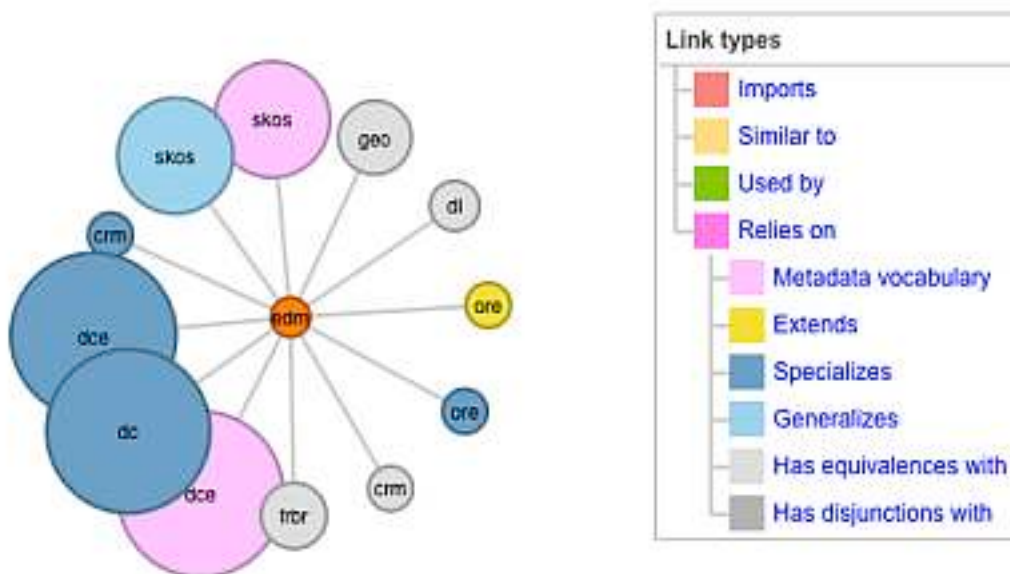 skos
skos
geo
dl
crm
edm
ore
dce
dc
ore
dce
crm
frbr
Link types
Imports
Similar to
Used by
Relies on
Metadata vocabulary
Extends
Specializes
Generalizes
Has equivalences with
Has disjunctions with